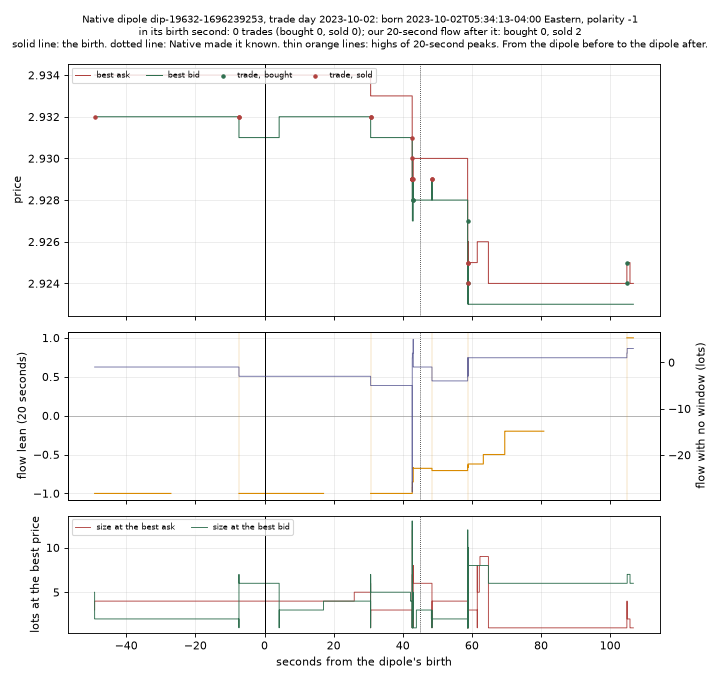 Native dipole dip-19632-1696239253, trade day 2023-10-02: born 2023-10-02T05:34:13-04:00 Eastern, polarity -1
in its birth second: 0 trades (bought 0, sold 0); our 20-second flow after it: bought 0, sold 2
solid line: the birth. dotted line: Native made it known. thin orange lines: highs of 20-second peaks. From the dipole before to the dipole after.
best ask
best bid
trade, bought
trade, sold
2.934
2.932
2.930
2.928
2.926
2.924
price
1.0
0.5
0.0
−0.5
−1.0
flow lean (20 seconds)
0
−10
−20
flow with no window (lots)
size at the best ask
size at the best bid
10
5
lots at the best price
−40
−20
0
20
40
60
80
100
seconds from the dipole's birth